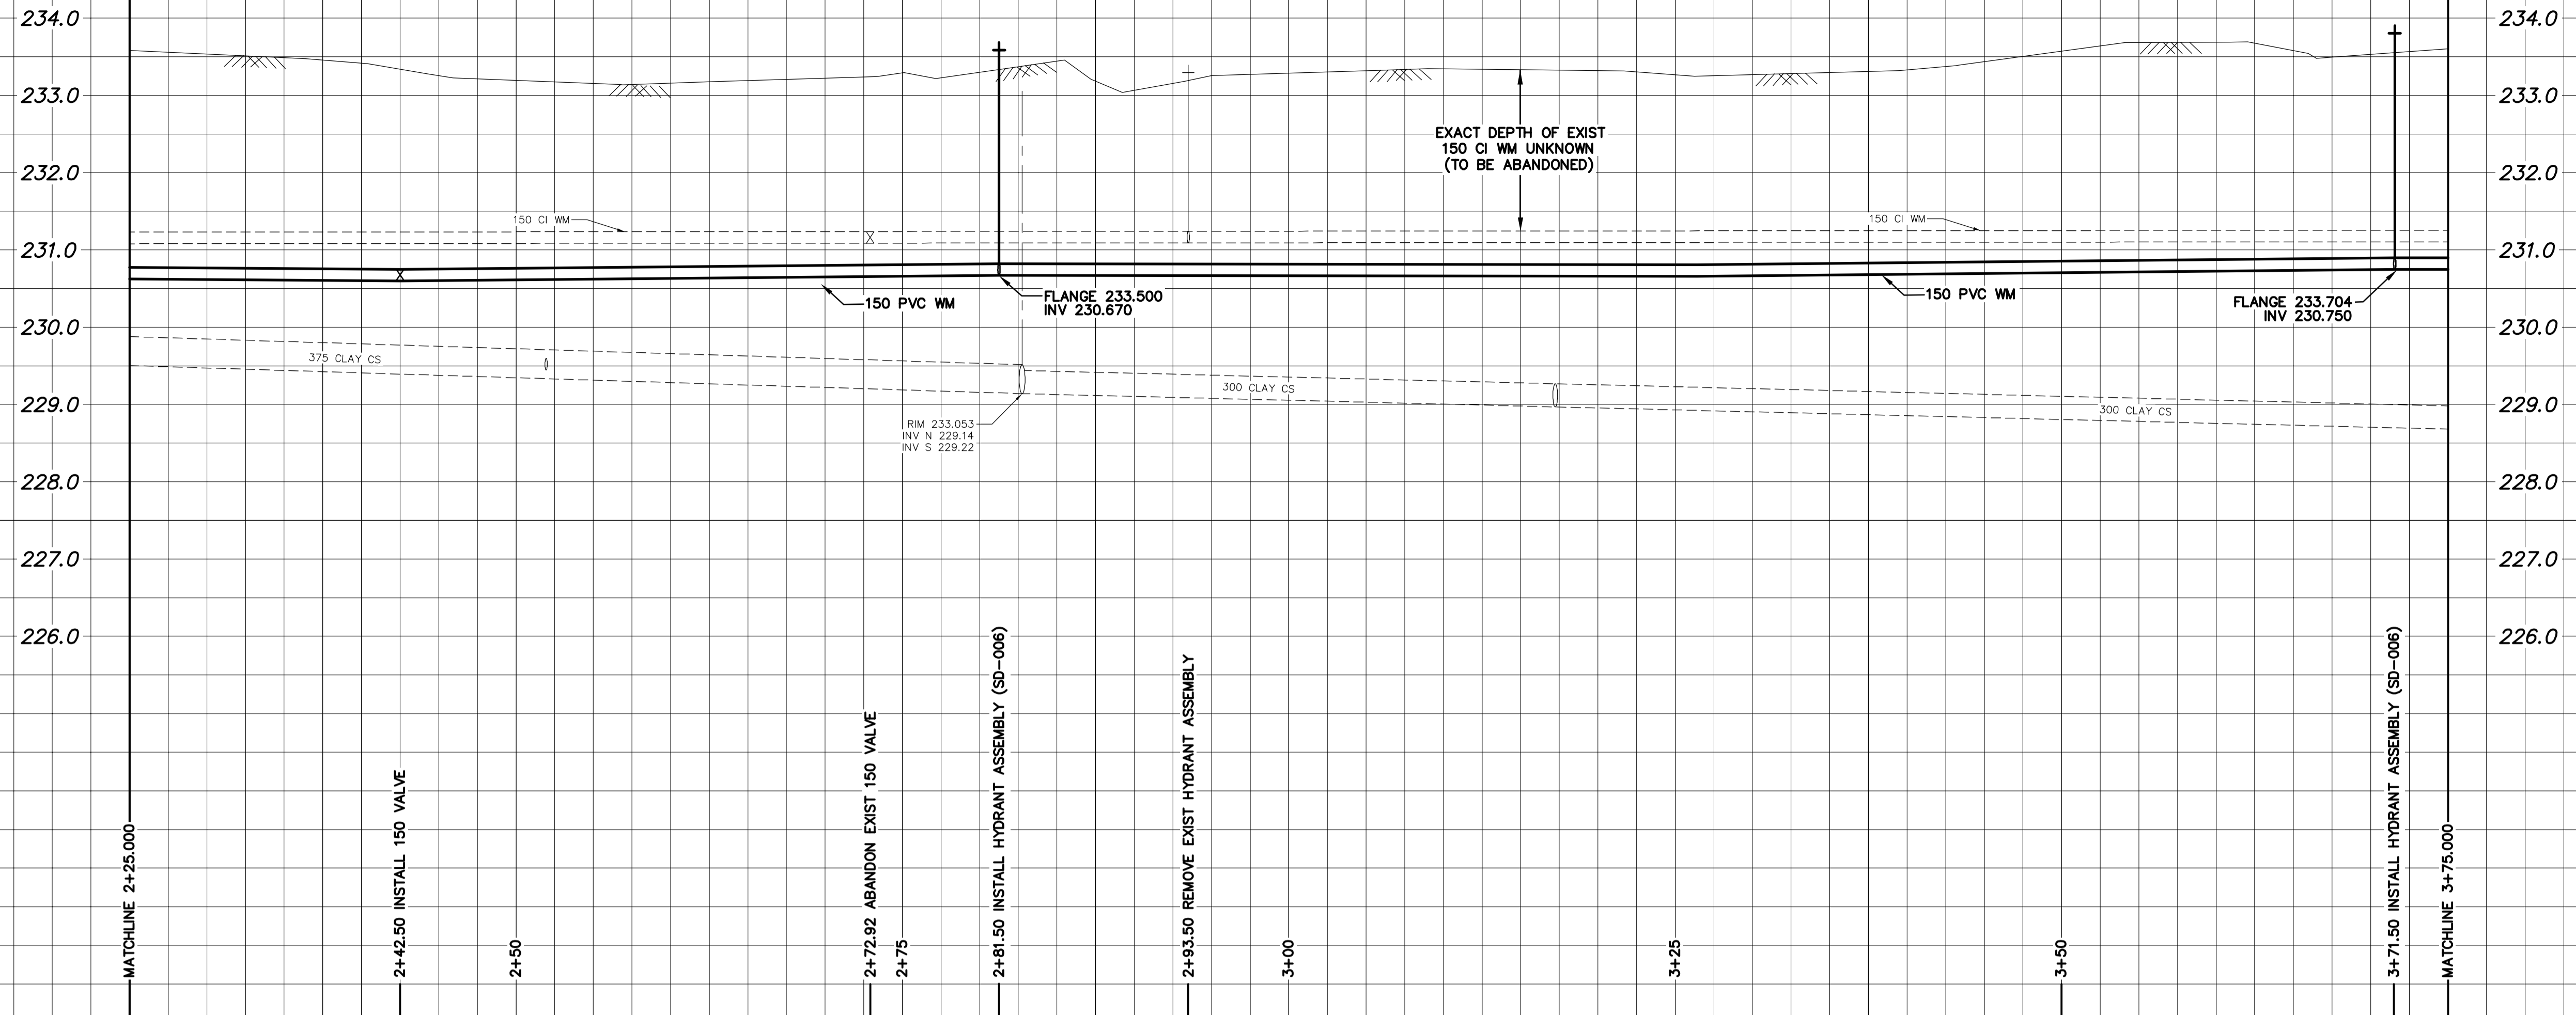 234.0
234.0
233.0
233.0
EXACT DEPTH OF EXIST
150 CI WM UNKNOWN
(TO BE ABANDONED)
232.0
232.0
150 CI WM
150 CI WM
231.0
231.0
FLANGE 233.500
INV 230.670
150 PVC WM
150 PVC WM
FLANGE 233.704
INV 230.750
230.0
230.0
375 CLAY CS
300 CLAY CS
300 CLAY CS
229.0
229.0
RIM 233.053
INV N 229.14
INV S 229.22
228.0
228.0
227.0
227.0
226.0
226.0
MATCHLINE 2+25.000
2+42.50 INSTALL 150 VALVE
2+50
2+72.92 ABANDON EXIST 150 VALVE
2+75
2+81.50 INSTALL HYDRANT ASSEMBLY (SD-006)
2+93.50 REMOVE EXIST HYDRANT ASSEMBLY
3+00
3+25
3+50
3+71.50 INSTALL HYDRANT ASSEMBLY (SD-006)
MATCHLINE 3+75.000